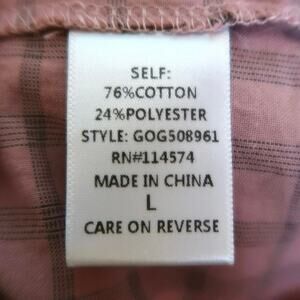 SELF:
76%COTTON
24%POLYESTER
STYLE: GOG508961
RN#114574
MADE IN CHINA
L
CARE ON REVERSE